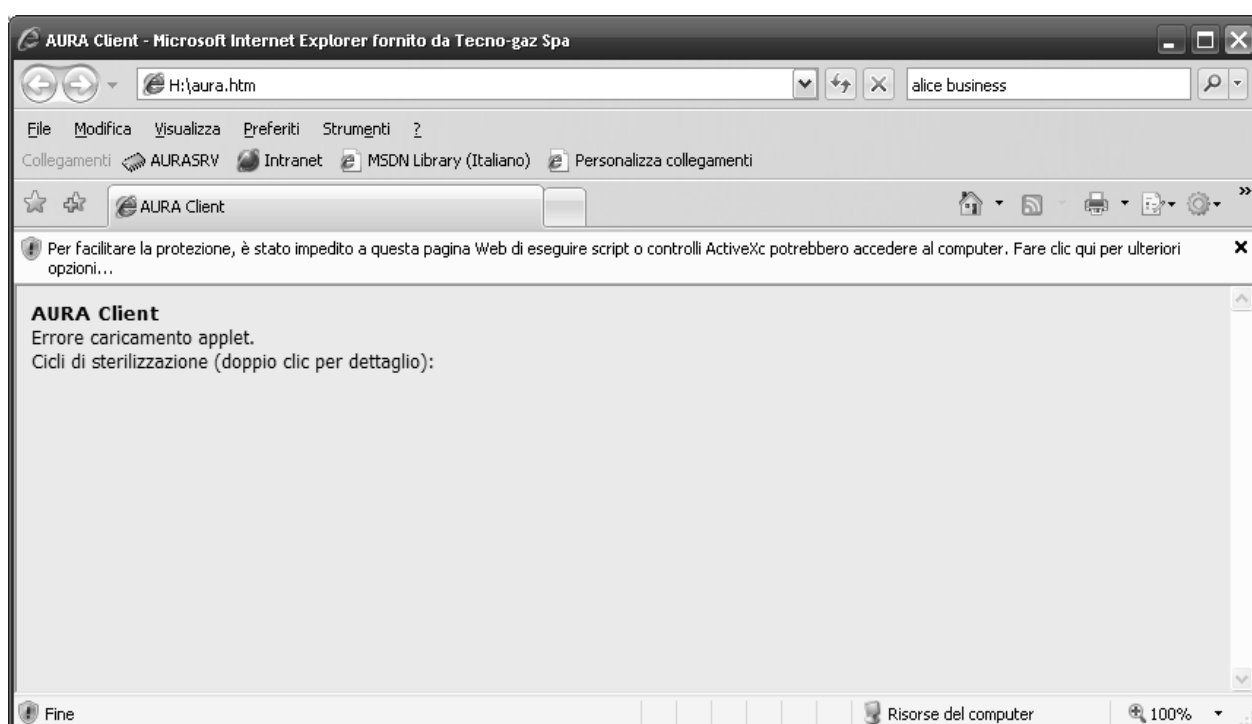 AURA Client - Microsoft Internet Explorer fornito da Tecno-gaz Spa
H:\aura.htm
alice business
File Modifica Visualizza Preferiti Strumenti ?
Collegamenti AURASRV Intranet MSDN Library (Italiano) Personalizza collegamenti
AURA Client
»
Per facilitare la protezione, è stato impedito a questa pagina Web di eseguire script o controlli ActiveXc potrebbero accedere al computer. Fare clic qui per ulteriori
opzioni...
AURA Client
Errore caricamento applet.
Cicli di sterilizzazione (doppio clic per dettaglio):
Fine
Risorse del computer
100%